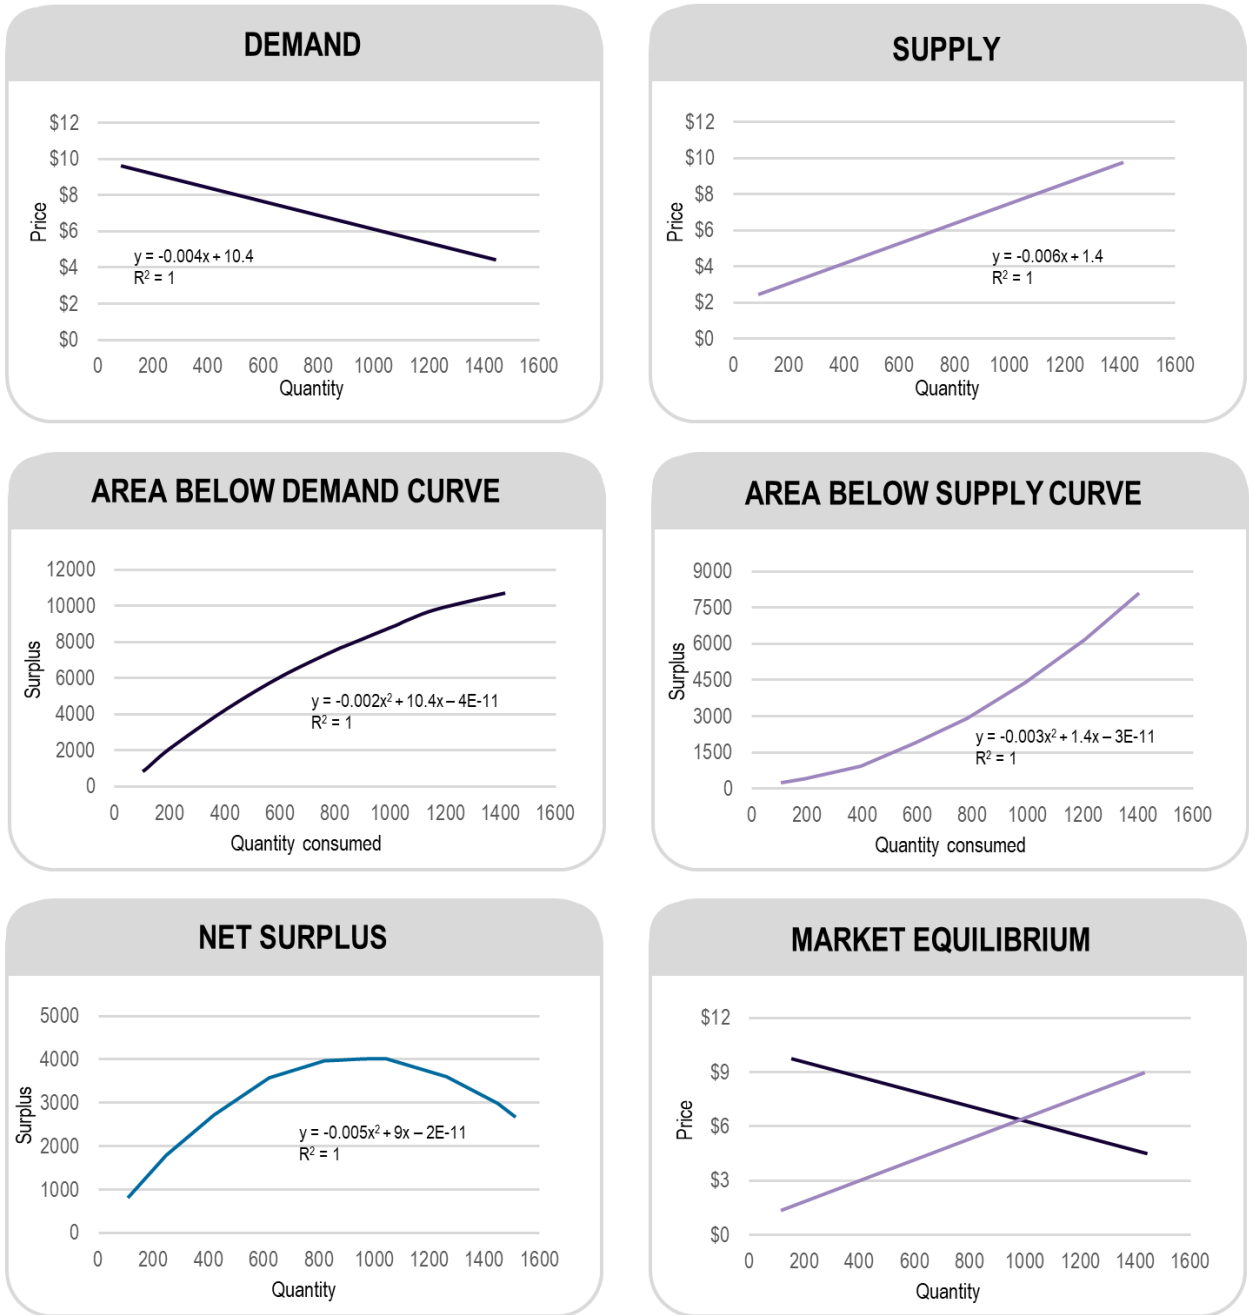 DEMAND
$12
$10
$8
$6
$4
$2
$0
Price
y = -0.004x + 10.4
R² = 1
0 200 400 600 800 1000 1200 1400 1600
Quantity
SUPPLY
$12
$10
$8
$6
$4
$2
$0
Price
y = -0.006x + 1.4
R² = 1
0 200 400 600 800 1000 1200 1400 1600
Quantity
AREA BELOW DEMAND CURVE
12000
10000
8000
6000
4000
2000
0
Surplus
y = -0.002x² + 10.4x – 4E-11
R² = 1
0 200 400 600 800 1000 1200 1400 1600
Quantity consumed
AREA BELOW SUPPLY CURVE
9000
7500
6000
4500
3000
1500
0
Surplus
y = -0.003x² + 1.4x – 3E-11
R² = 1
0 200 400 600 800 1000 1200 1400 1600
Quantity consumed
NET SURPLUS
5000
4000
3000
2000
1000
0
Surplus
y = -0.005x² + 9x – 2E-11
R² = 1
0 200 400 600 800 1000 1200 1400 1600
Quantity
MARKET EQUILIBRIUM
$12
$9
$6
$3
$0
Price
0 200 400 600 800 1000 1200 1400 1600
Quantity